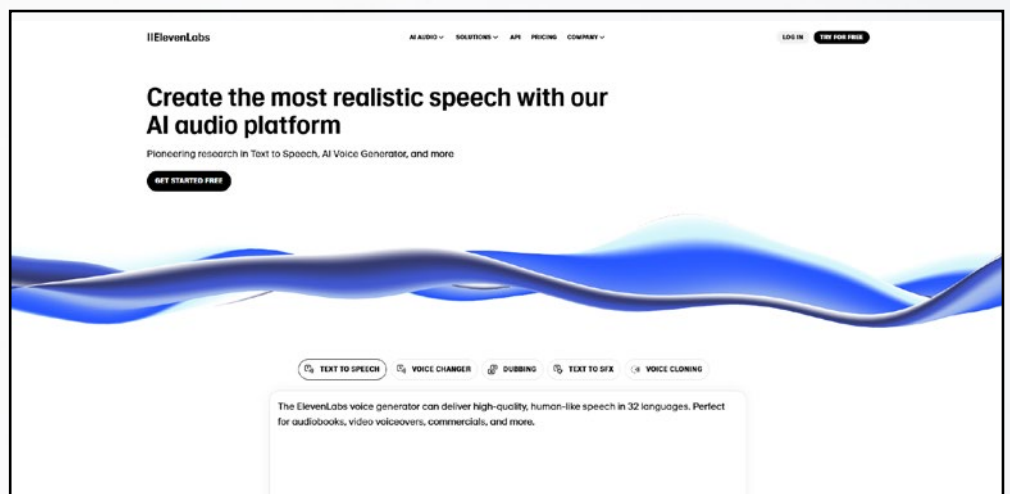 IIElevenLabs
AI AUDIO
SOLUTIONS
API
PRICING
COMPANY
LOG IN
TRY FOR FREE
Create the most realistic speech with our
AI audio platform
Pioneering research in Text to Speech, AI Voice Generator, and more
GET STARTED FREE
TEXT TO SPEECH
VOICE CHANGER
DUBBING
TEXT TO SFX
VOICE CLONING
The ElevenLabs voice generator can deliver high-quality, human-like speech in 32 languages. Perfect
for audiobooks, video voiceovers, commercials, and more.